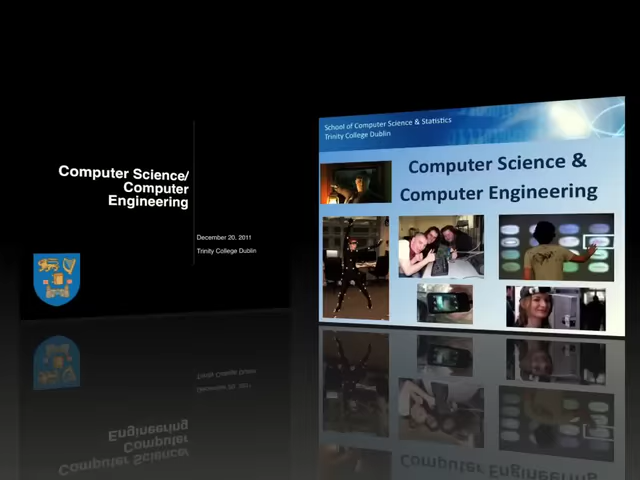 Computer Science/
Computer
Engineering
December 20, 2011
Trinity College Dublin
School of Computer Science & Statistics
Trinity College Dublin
Computer Science &
Computer Engineering